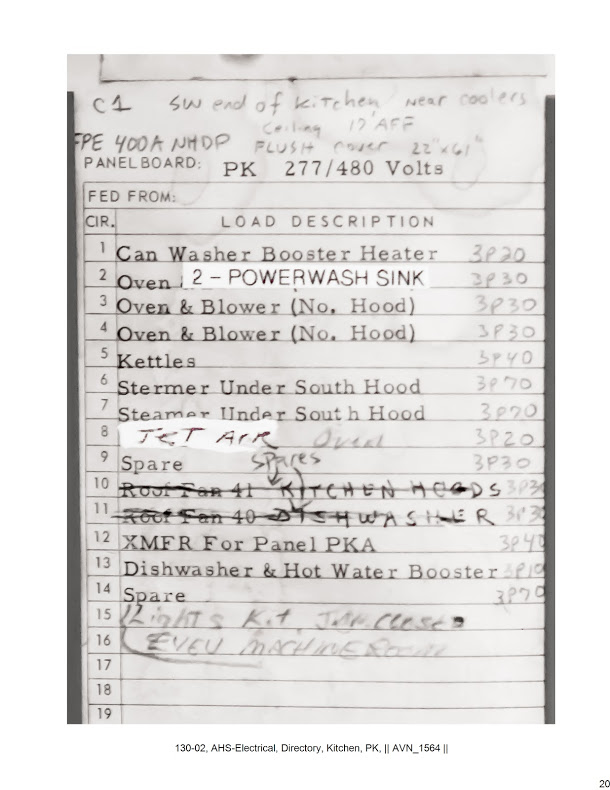 C1 SW end of Kitchen near coolers
Ceiling 17' AFF
FPE 400A NHDP FLUSH cover 22"x61"
PANELBOARD: PK 277/480 Volts
FED FROM:
CIR. LOAD DESCRIPTION
1 Can Washer Booster Heater 3P20
2 Oven 2 – POWERWASH SINK 3P30
3 Oven & Blower (No. Hood) 3P30
4 Oven & Blower (No. Hood) 3P30
5 Kettles 3P40
6 Stermer Under South Hood 3P70
7 Steamer Under Sout h Hood 3P70
8 JET AIR Oven 3P20
9 Spare Spares 3P30
10 Roof Fan 41 KITCHEN HOODS 3P30
11 Roof Fan 40 DISHWASHER 3P30
12 XMFR For Panel PKA 3P40
13 Dishwasher & Hot Water Booster
14 Spare 3P70
15 Lights Kit. Jan. Closet
16 ELEV MACHINE ROOM
17
18
19
130-02, AHS-Electrical, Directory, Kitchen, PK, || AVN_1564 ||
20